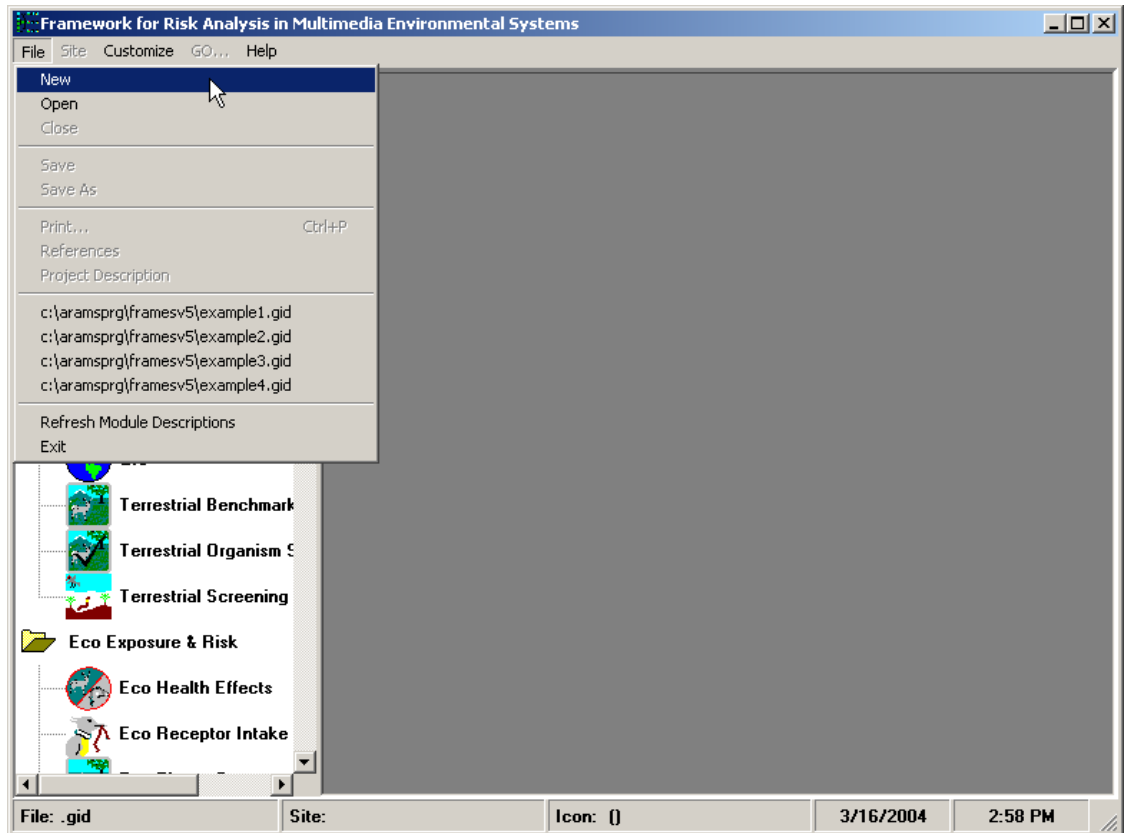 Framework for Risk Analysis in Multimedia Environmental Systems
File Site Customize GO... Help
New
Open
Close
Save
Save As
Print... Ctrl+P
References
Project Description
c:\aramsprg\framesv5\example1.gid
c:\aramsprg\framesv5\example2.gid
c:\aramsprg\framesv5\example3.gid
c:\aramsprg\framesv5\example4.gid
Refresh Module Descriptions
Exit
Terrestrial Benchmark
Terrestrial Organism S
Terrestrial Screening
Eco Exposure & Risk
Eco Health Effects
Eco Receptor Intake
File: .gid Site: Icon: () 3/16/2004 2:58 PM